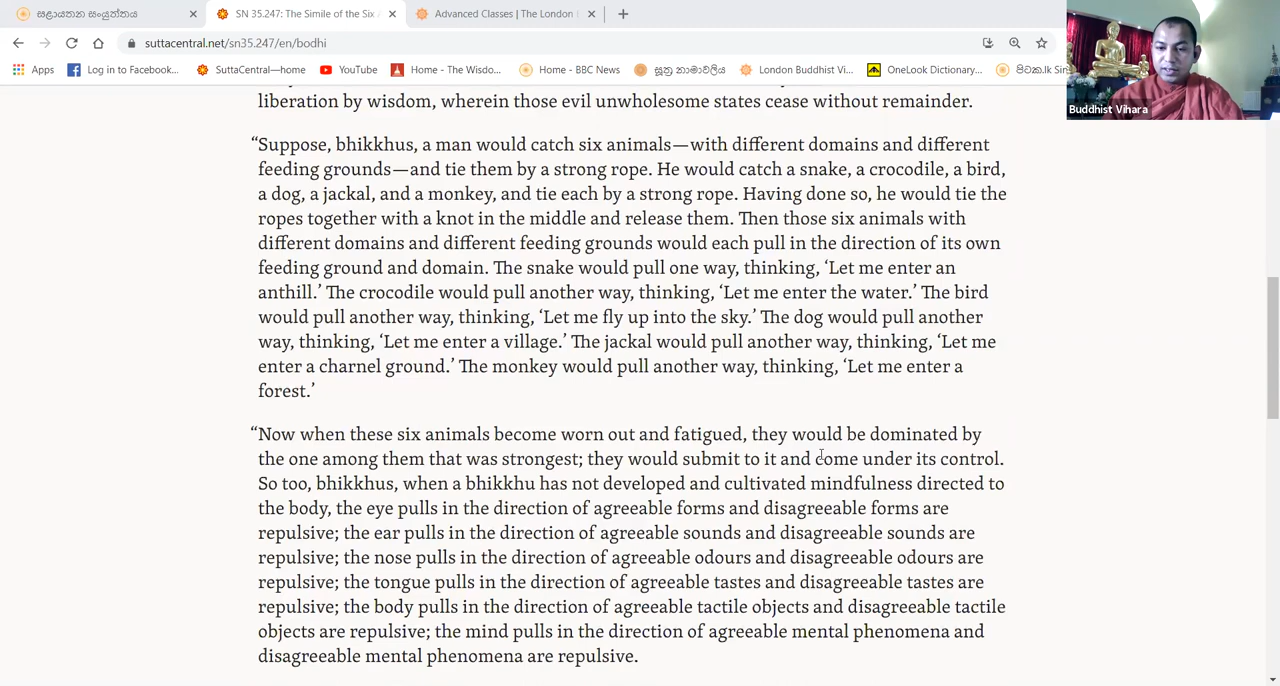 සළායතන සංයුත්තය
SN 35.247: The Simile of the Six A
Advanced Classes | The London
suttacentral.net/sn35.247/en/bodhi
Apps
Log in to Facebook...
SuttaCentral—home
YouTube
Home - The Wisdo...
Home - BBC News
සූත්‍ර නාමාවලිය
London Buddhist Vi...
OneLook Dictionary...
පිටක.lk Sin
Buddhist Vihara
liberation by wisdom, wherein those evil unwholesome states cease without remainder.
“Suppose, bhikkhus, a man would catch six animals—with different domains and different
feeding grounds—and tie them by a strong rope. He would catch a snake, a crocodile, a bird,
a dog, a jackal, and a monkey, and tie each by a strong rope. Having done so, he would tie the
ropes together with a knot in the middle and release them. Then those six animals with
different domains and different feeding grounds would each pull in the direction of its own
feeding ground and domain. The snake would pull one way, thinking, ‘Let me enter an
anthill.’ The crocodile would pull another way, thinking, ‘Let me enter the water.’ The bird
would pull another way, thinking, ‘Let me fly up into the sky.’ The dog would pull another
way, thinking, ‘Let me enter a village.’ The jackal would pull another way, thinking, ‘Let me
enter a charnel ground.’ The monkey would pull another way, thinking, ‘Let me enter a
forest.’
“Now when these six animals become worn out and fatigued, they would be dominated by
the one among them that was strongest; they would submit to it and come under its control.
So too, bhikkhus, when a bhikkhu has not developed and cultivated mindfulness directed to
the body, the eye pulls in the direction of agreeable forms and disagreeable forms are
repulsive; the ear pulls in the direction of agreeable sounds and disagreeable sounds are
repulsive; the nose pulls in the direction of agreeable odours and disagreeable odours are
repulsive; the tongue pulls in the direction of agreeable tastes and disagreeable tastes are
repulsive; the body pulls in the direction of agreeable tactile objects and disagreeable tactile
objects are repulsive; the mind pulls in the direction of agreeable mental phenomena and
disagreeable mental phenomena are repulsive.